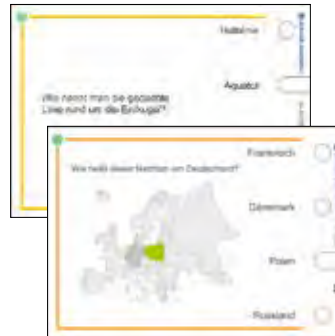 Halblinie
Äquator
Wie nennt man die gedachte
Linie rund um die Erdkugel?
Frankreich
Wie heißt dieser Nachbar von Deutschland?
Dänemark
Polen
Russland